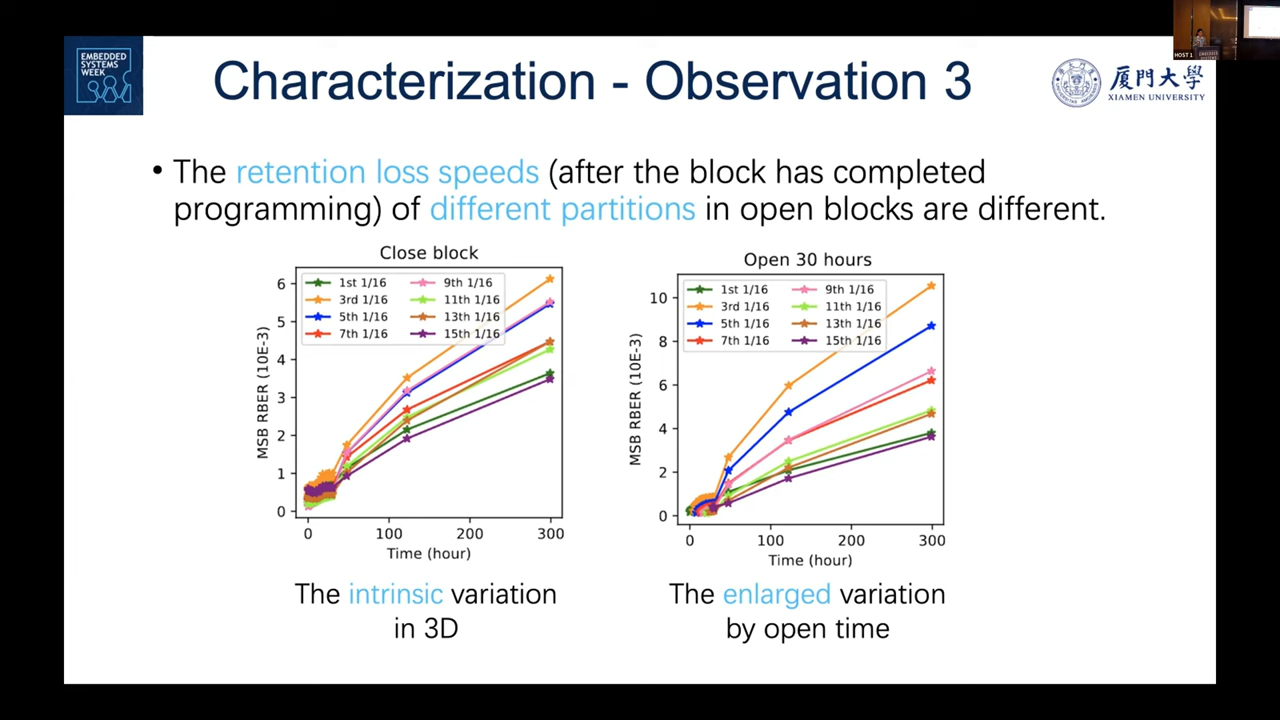 HOST 1
EMBEDDED
SYSTEMS
WEEK
Characterization - Observation 3
厦門大學
XIAMEN UNIVERSITY
• The retention loss speeds (after the block has completed
programming) of different partitions in open blocks are different.
Close block
MSB RBER (10E-3)
6
5
4
3
2
1
0
1st 1/16
3rd 1/16
5th 1/16
7th 1/16
9th 1/16
11th 1/16
13th 1/16
15th 1/16
0
100
200
300
Time (hour)
The intrinsic variation
in 3D
Open 30 hours
MSB RBER (10E-3)
10
8
6
4
2
0
1st 1/16
3rd 1/16
5th 1/16
7th 1/16
9th 1/16
11th 1/16
13th 1/16
15th 1/16
0
100
200
300
Time (hour)
The enlarged variation
by open time